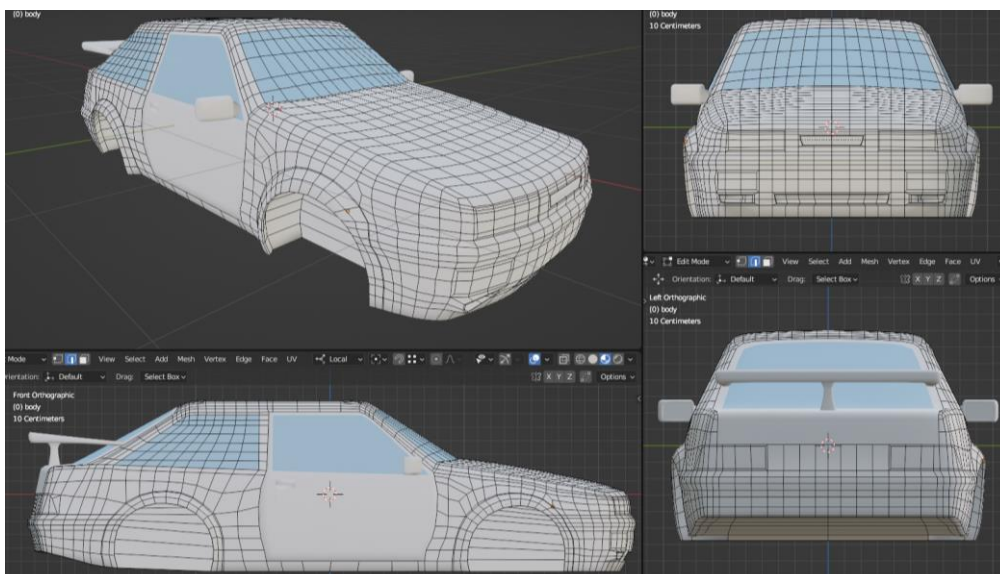 (0) body
(0) body
10 Centimeters
Edit Mode View Select Add Mesh Vertex Edge Face UV
Orientation: Default Drag: Select Box X Y Z Options
Left Orthographic
(0) body
10 Centimeters
Mode View Select Add Mesh Vertex Edge Face UV Local
rientation: Default Drag: Select Box X Y Z Options
Front Orthographic
(0) body
10 Centimeters